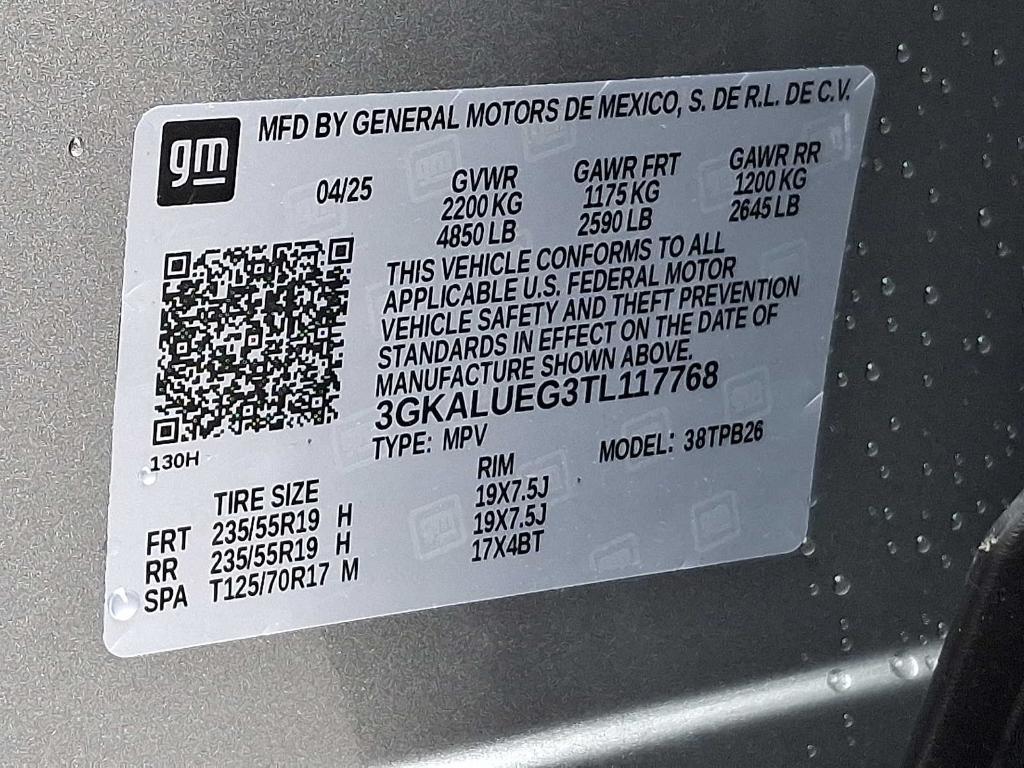 gm
MFD BY GENERAL MOTORS DE MEXICO, S. DE R.L. DE C.V.
04/25 GVWR GAWR FRT GAWR RR
2200 KG 1175 KG 1200 KG
4850 LB 2590 LB 2645 LB
THIS VEHICLE CONFORMS TO ALL
APPLICABLE U.S. FEDERAL MOTOR
VEHICLE SAFETY AND THEFT PREVENTION
STANDARDS IN EFFECT ON THE DATE OF
MANUFACTURE SHOWN ABOVE.
3GKALUEG3TL117768
TYPE: MPV MODEL: 38TPB26
130H
TIRE SIZE RIM
FRT 235/55R19 H 19X7.5J
RR 235/55R19 H 19X7.5J
SPA T125/70R17 M 17X4BT